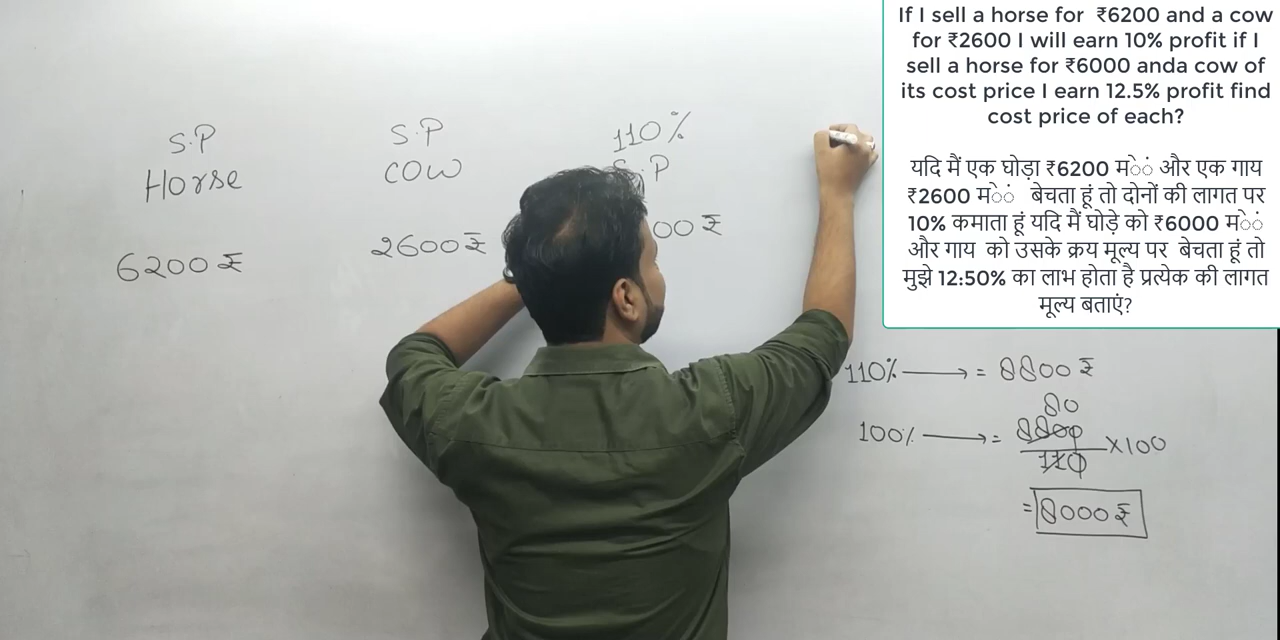 If I sell a horse for ₹6200 and a cow
for ₹2600 I will earn 10% profit if I
sell a horse for ₹6000 anda cow of
its cost price I earn 12.5% profit find
cost price of each?
यदि मैं एक घोड़ा ₹6200 में और एक गाय
₹2600 में बेचता हूं तो दोनों की लागत पर
10% कमाता हूं यदि मैं घोड़े को ₹6000 में
और गाय को उसके क्रय मूल्य पर बेचता हूं तो
मुझे 12:50% का लाभ होता है प्रत्येक की लागत
मूल्य बताएं?
S.P
Horse
6200 ₹
S.P
COW
2600 ₹
110%
S.P
00 ₹
110% → = 8800 ₹
80
100% → = 8800/110 ×100
= 8000 ₹